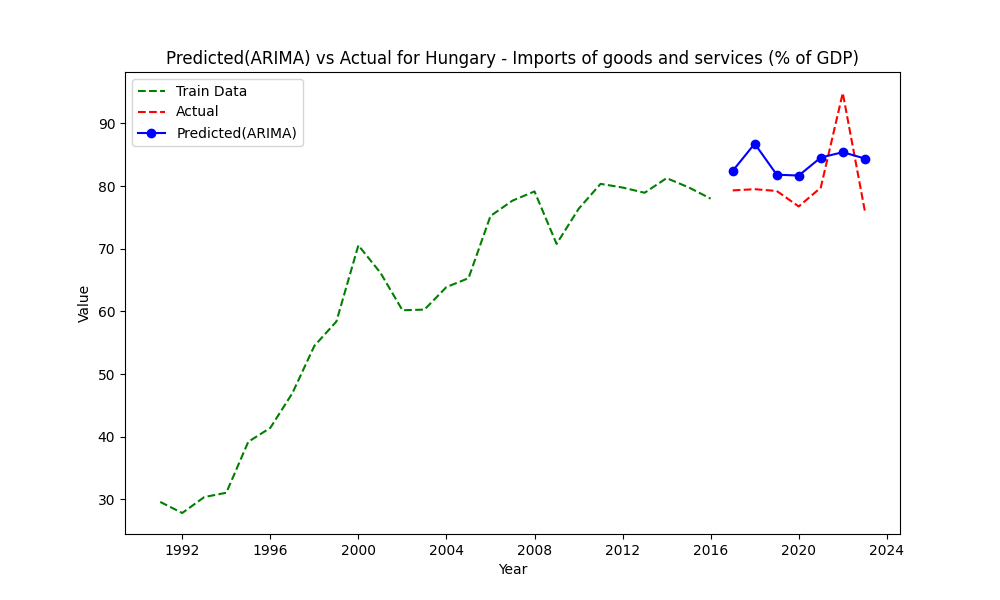 Predicted(ARIMA) vs Actual for Hungary - Imports of goods and services (% of GDP)
Train Data
Actual
Predicted(ARIMA)
Value
90
80
70
60
50
40
30
1992 1996 2000 2004 2008 2012 2016 2020 2024
Year